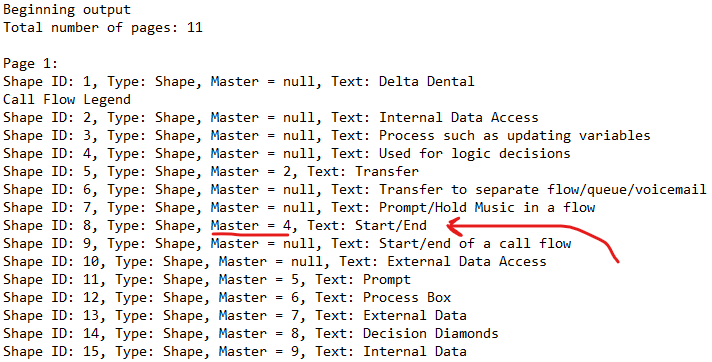 Beginning output
Total number of pages: 11
Page 1:
Shape ID: 1, Type: Shape, Master = null, Text: Delta Dental
Call Flow Legend
Shape ID: 2, Type: Shape, Master = null, Text: Internal Data Access
Shape ID: 3, Type: Shape, Master = null, Text: Process such as updating variables
Shape ID: 4, Type: Shape, Master = null, Text: Used for logic decisions
Shape ID: 5, Type: Shape, Master = 2, Text: Transfer
Shape ID: 6, Type: Shape, Master = null, Text: Transfer to separate flow/queue/voicemail
Shape ID: 7, Type: Shape, Master = null, Text: Prompt/Hold Music in a flow
Shape ID: 8, Type: Shape, Master = 4, Text: Start/End
Shape ID: 9, Type: Shape, Master = null, Text: Start/end of a call flow
Shape ID: 10, Type: Shape, Master = null, Text: External Data Access
Shape ID: 11, Type: Shape, Master = 5, Text: Prompt
Shape ID: 12, Type: Shape, Master = 6, Text: Process Box
Shape ID: 13, Type: Shape, Master = 7, Text: External Data
Shape ID: 14, Type: Shape, Master = 8, Text: Decision Diamonds
Shape ID: 15, Type: Shape, Master = 9, Text: Internal Data